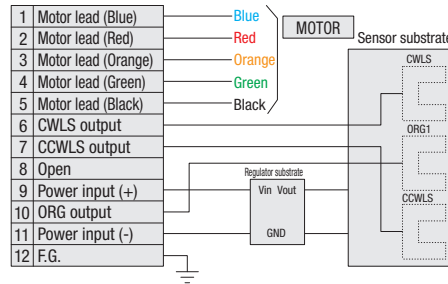 1 Motor lead (Blue)
2 Motor lead (Red)
3 Motor lead (Orange)
4 Motor lead (Green)
5 Motor lead (Black)
6 CWLS output
7 CCWLS output
8 Open
9 Power input (+)
10 ORG output
11 Power input (-)
12 F.G.
Blue
Red
Orange
Green
Black
MOTOR
Sensor substrate
CWLS
ORG1
CCWLS
Regulator substrate
Vin Vout
GND